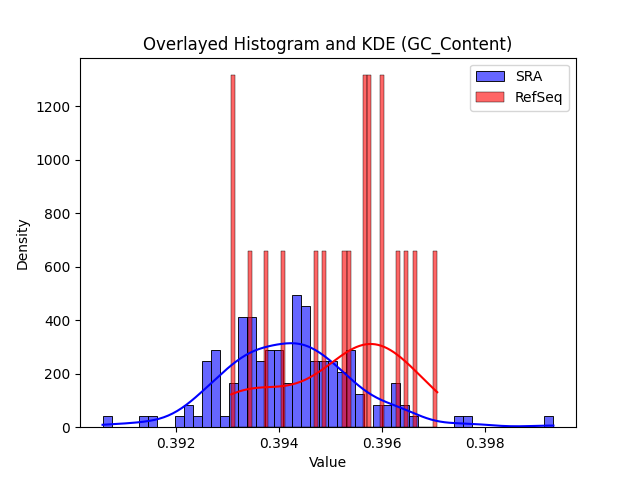 Overlayed Histogram and KDE (GC_Content)
SRA
RefSeq
1200
1000
800
600
400
200
0
Density
0.392 0.394 0.396 0.398
Value